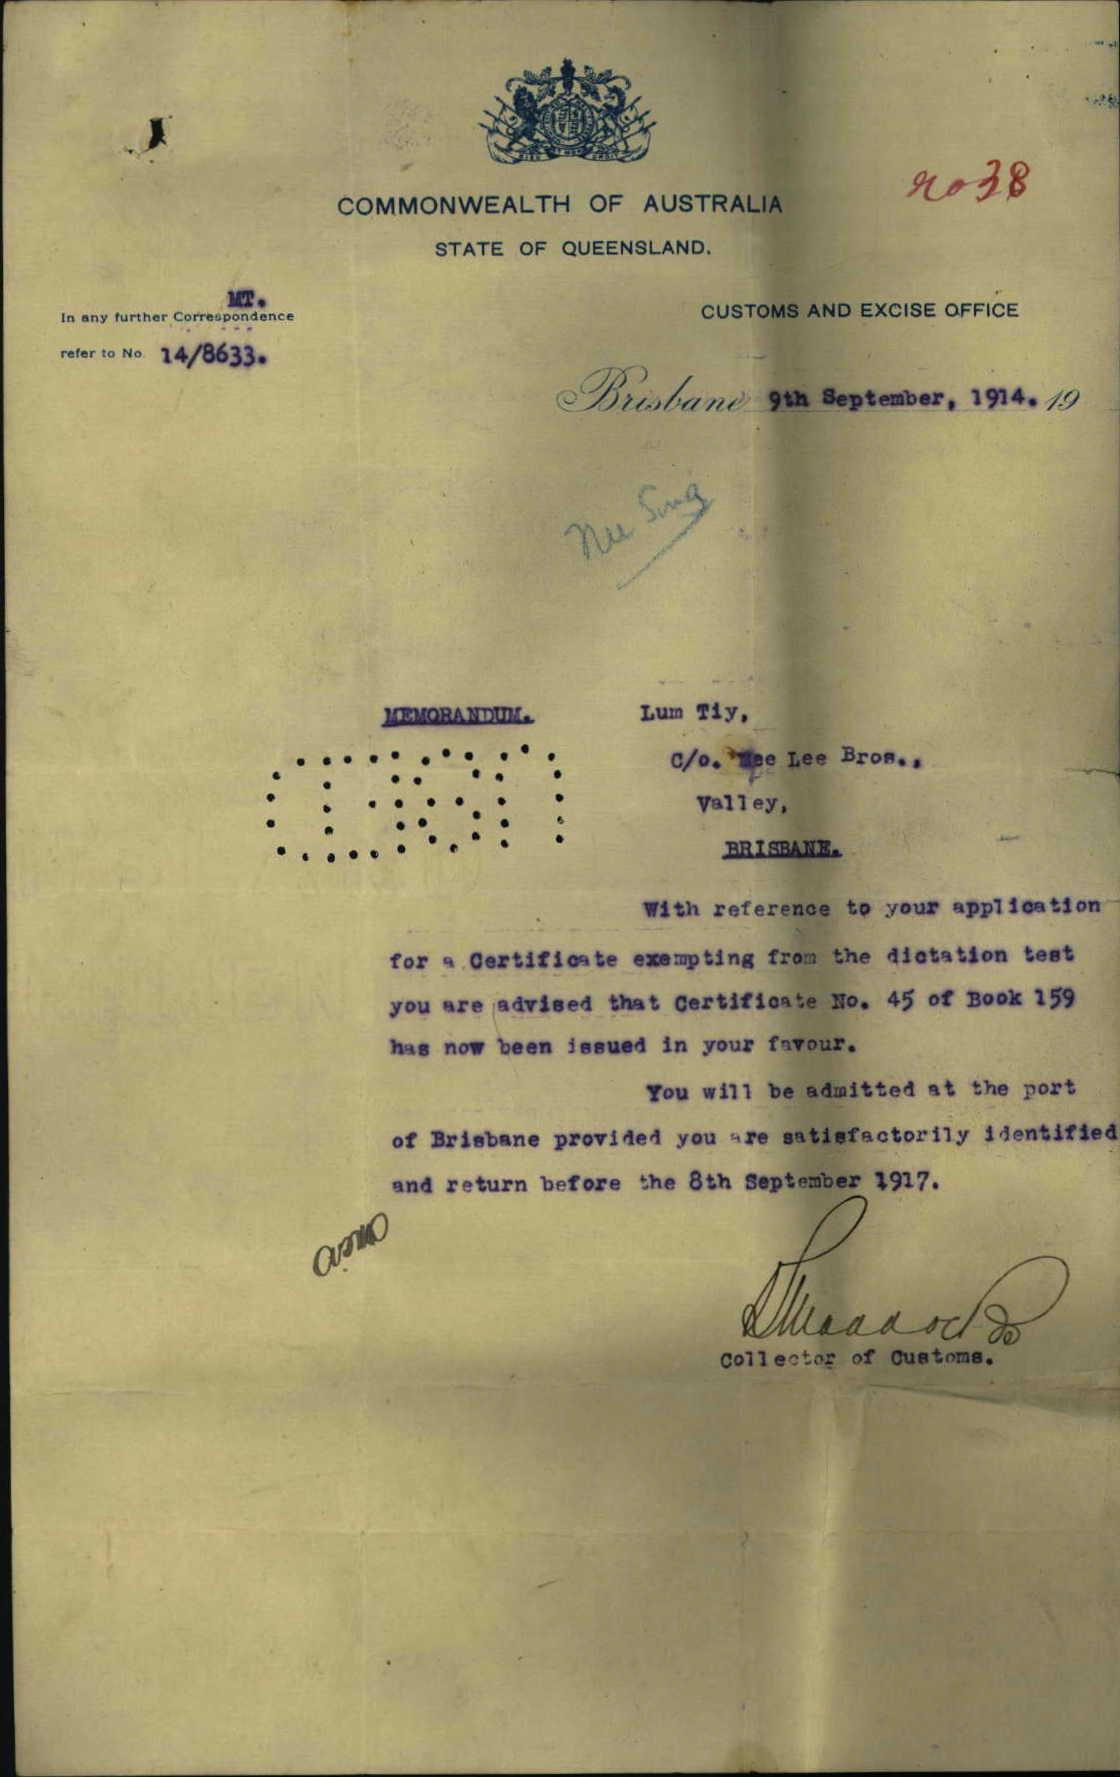 COMMONWEALTH OF AUSTRALIA
STATE OF QUEENSLAND.
MT.
In any further Correspondence
refer to No. 14/8633.
CUSTOMS AND EXCISE OFFICE
Brisbane 9th September, 1914. 19
MEMORANDUM.
Lum Tiy,
C/o. Lee Bros.,
Valley,
BRISBANE.
With reference to your application
for a Certificate exempting from the dictation test
you are advised that Certificate No. 45 of Book 159
has now been issued in your favour.
You will be admitted at the port
of Brisbane provided you are satisfactorily identified
and return before the 8th September 1917.
Collector of Customs.